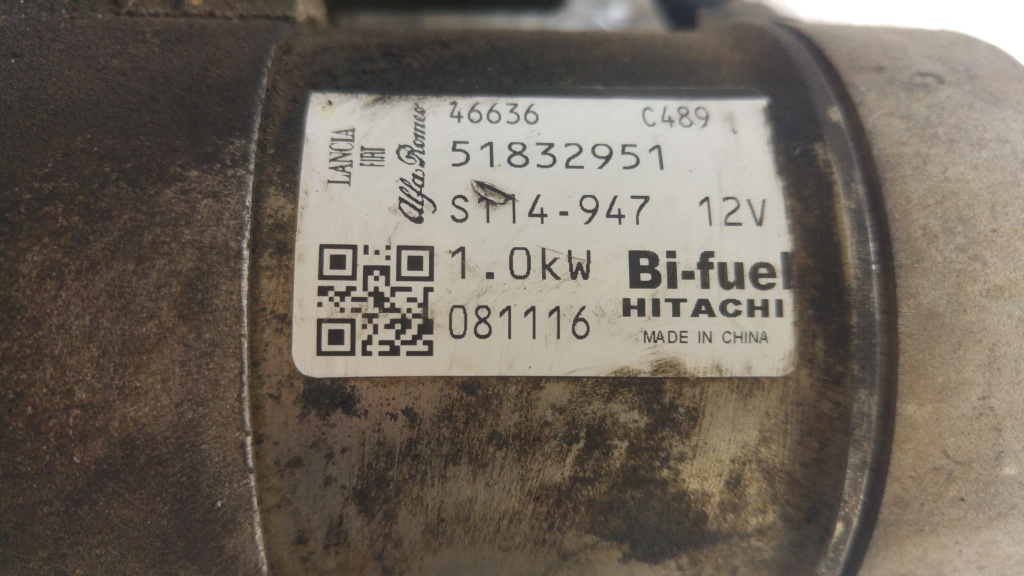 LANCIA
FIAT
Alfa Romeo
46636 C489
51832951
S114-947 12V
1.0kW
Bi-fuel
HITACHI
081116
MADE IN CHINA